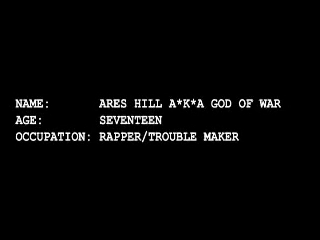 NAME: ARES HILL A*K*A GOD OF WAR
AGE: SEVENTEEN
OCCUPATION: RAPPER/TROUBLE MAKER